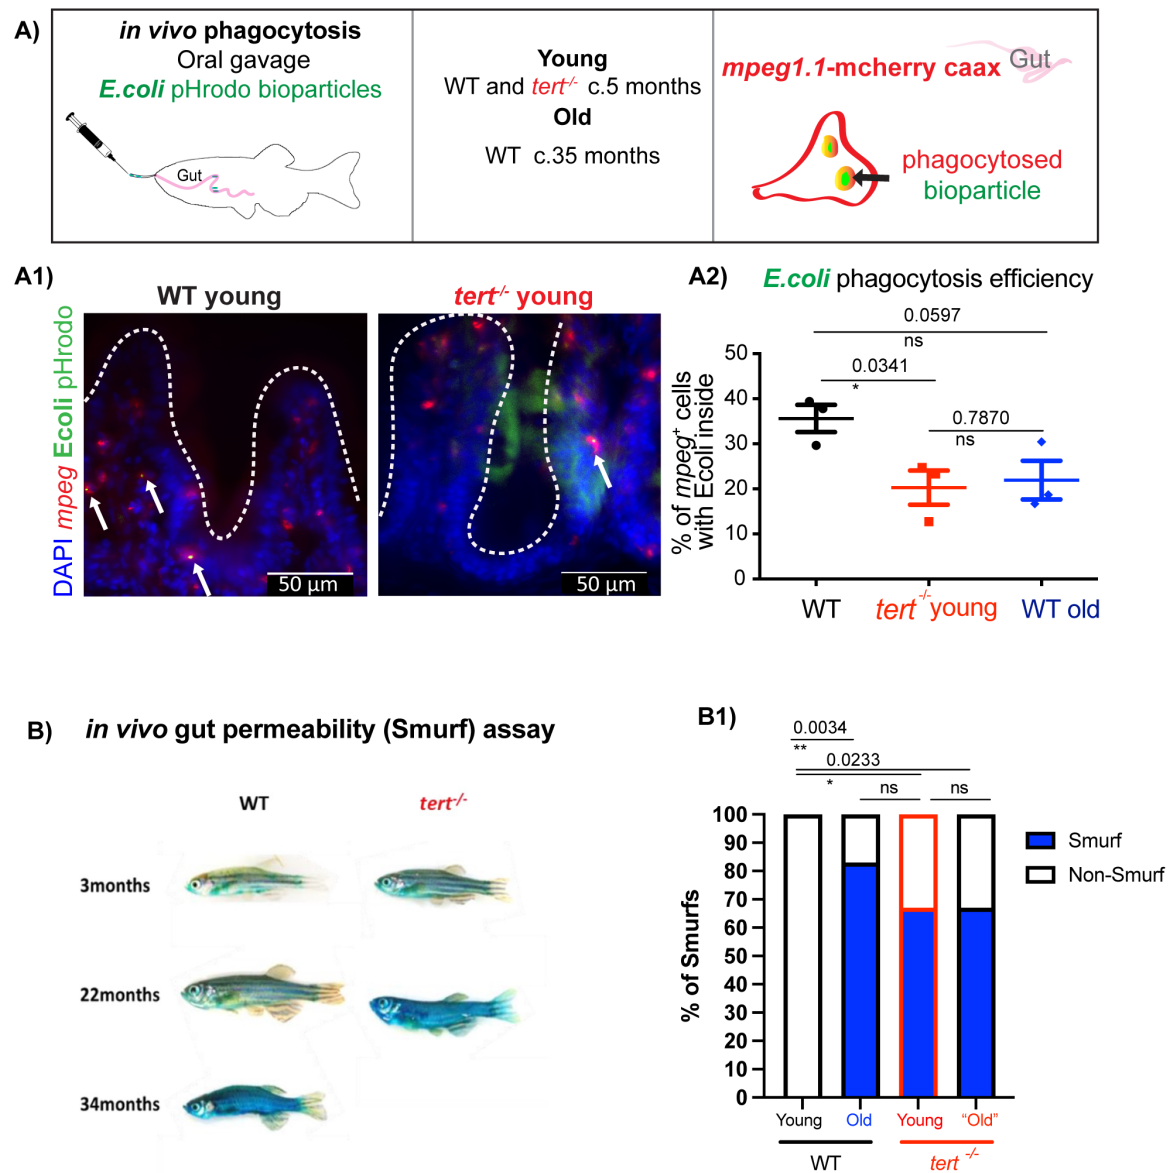 A)
in vivo phagocytosis
Oral gavage
E.coli pHrodo bioparticles
Gut
Young
WT and tert-/- c.5 months
Old
WT c.35 months
mpeg1.1-mcherry caax
Gut
phagocytosed
bioparticle
A1)
WT young
tert-/- young
DAPI mpeg Ecoli pHrodo
50 µm
50 µm
A2)
E.coli phagocytosis efficiency
0.0597
ns
0.0341
*
0.7870
ns
% of mpeg+ cells
with Ecoli inside
50
40
30
20
10
0
WT
tert-/- young
WT old
B)
in vivo gut permeability (Smurf) assay
WT
tert-/-
3months
22months
34months
B1)
0.0034
**
0.0233
*
ns
ns
% of Smurfs
100
90
80
70
60
50
40
30
20
10
0
Smurf
Non-Smurf
Young
Old
Young
“Old”
WT
tert -/-